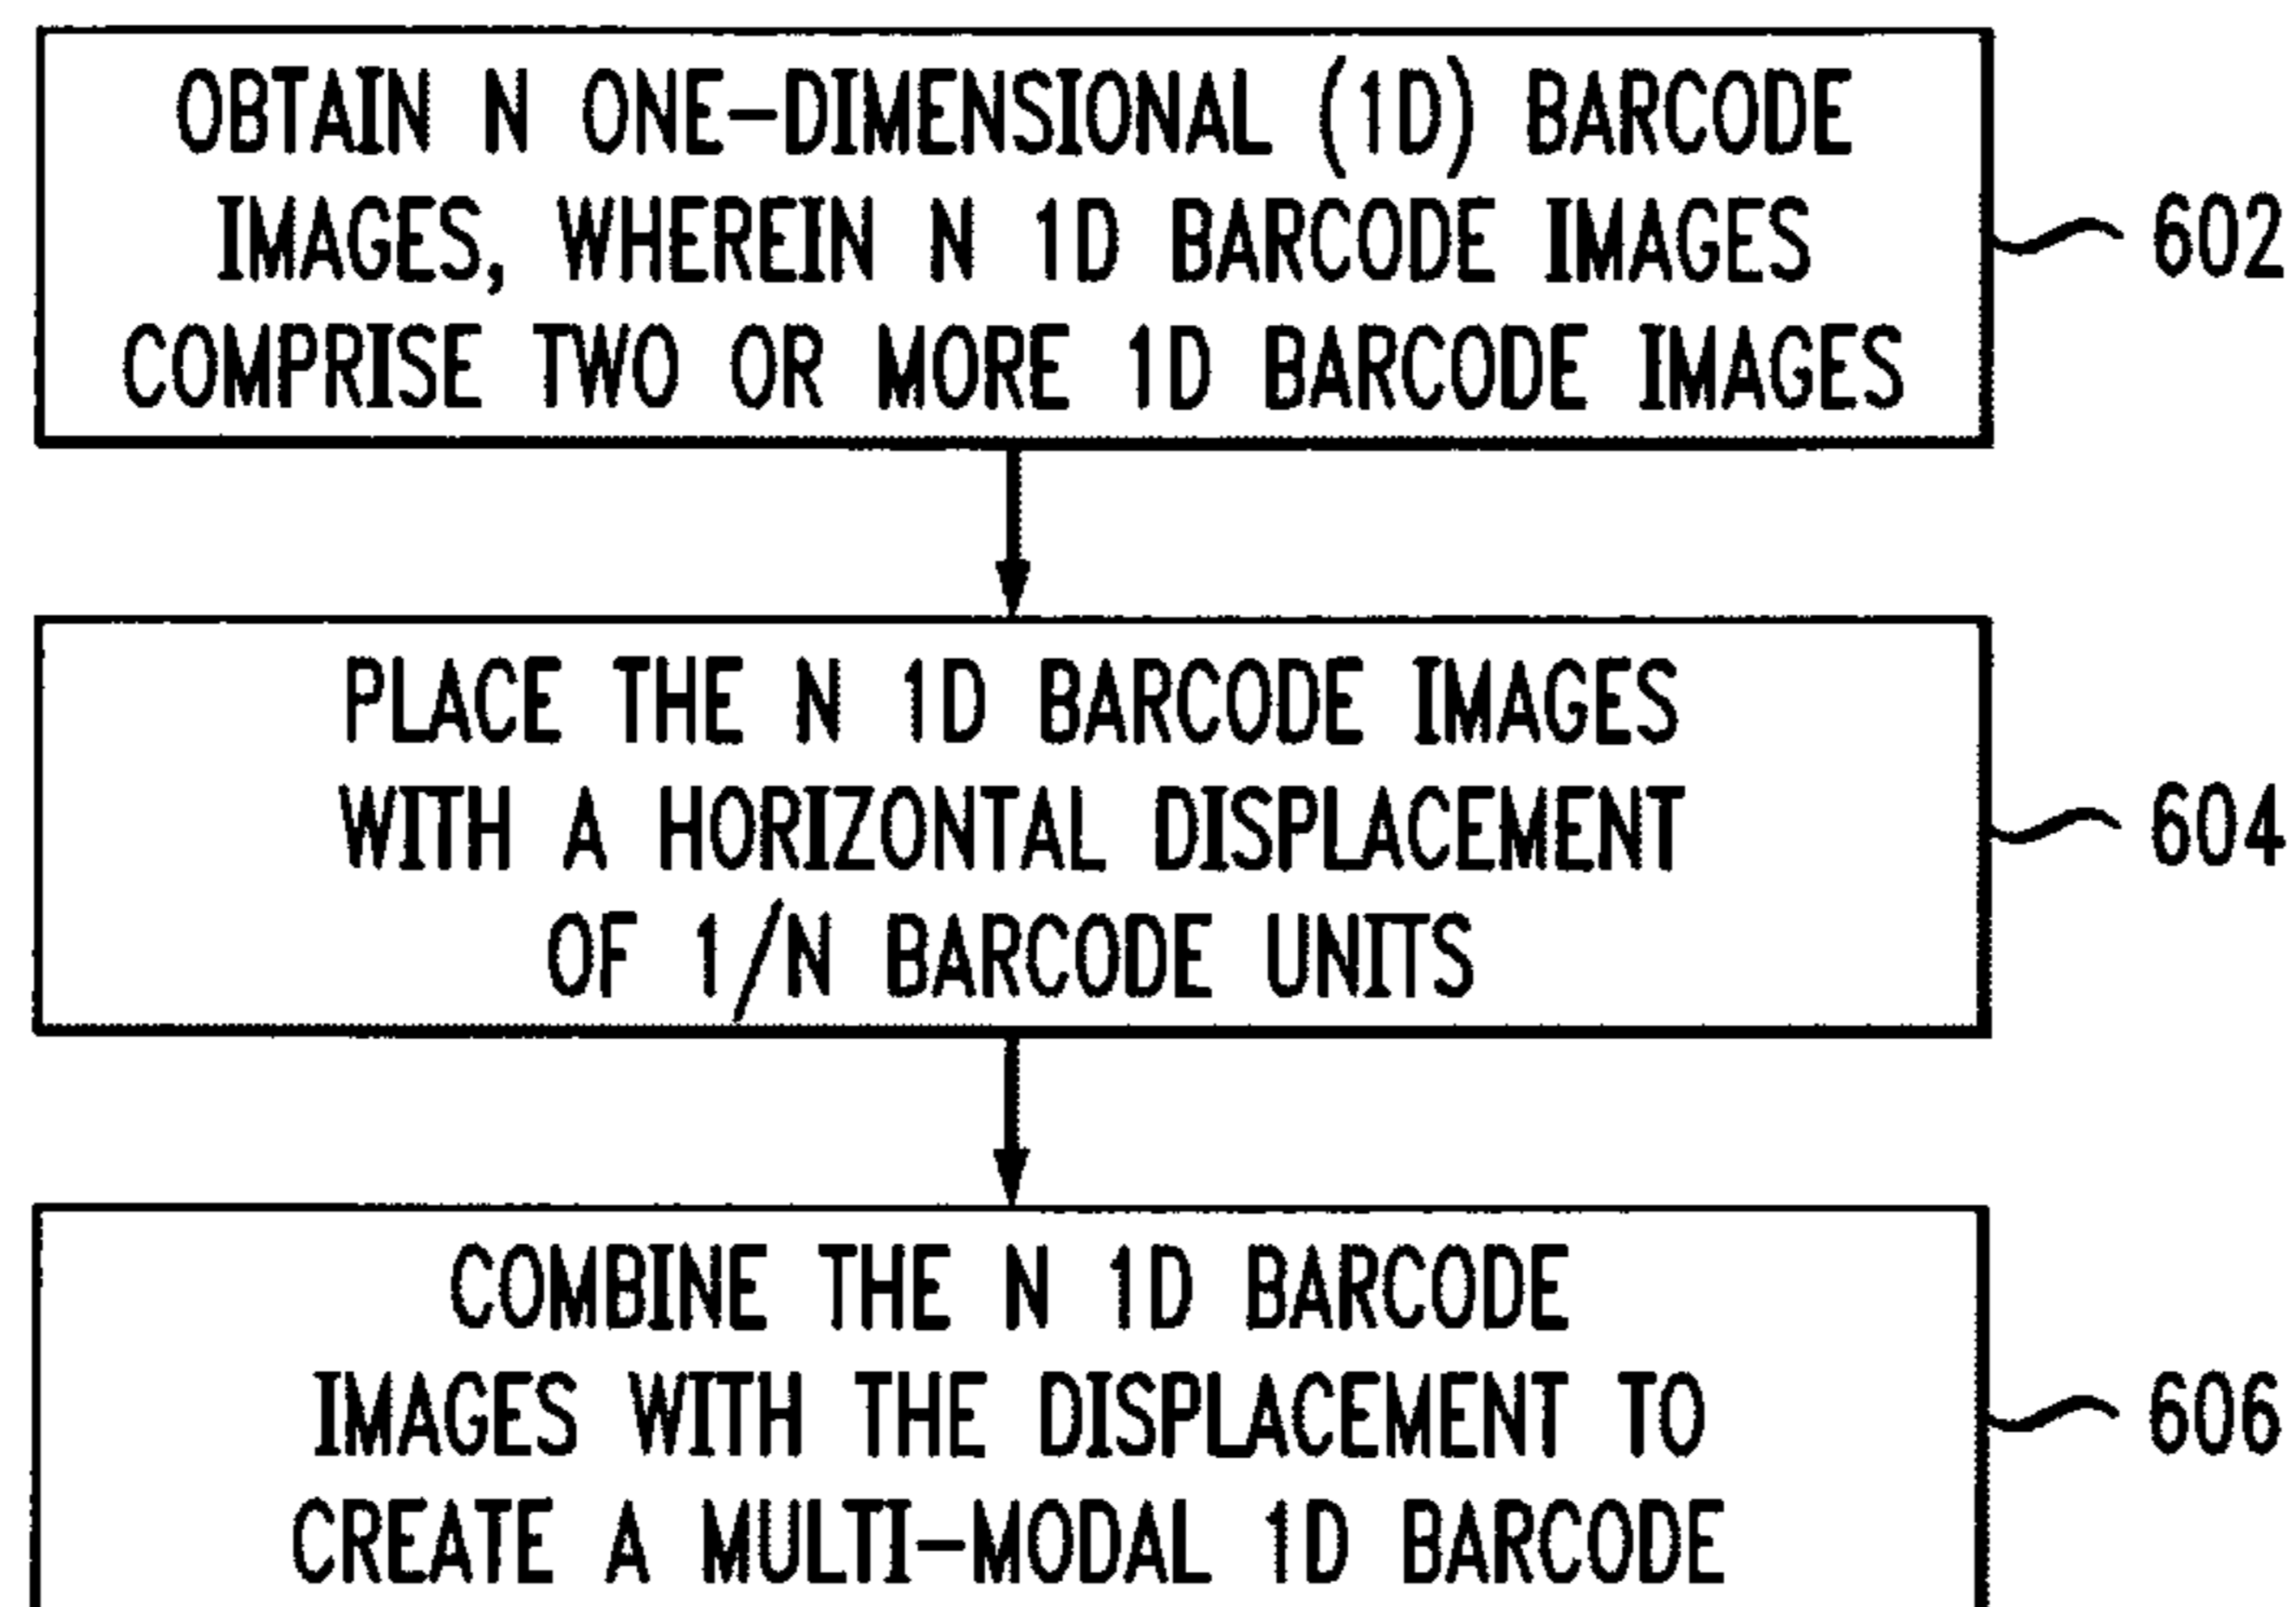 OBTAIN N ONE-DIMENSIONAL (1D) BARCODE
IMAGES, WHEREIN N 1D BARCODE IMAGES
COMPRISE TWO OR MORE 1D BARCODE IMAGES
602
PLACE THE N 1D BARCODE IMAGES
WITH A HORIZONTAL DISPLACEMENT
OF 1/N BARCODE UNITS
604
COMBINE THE N 1D BARCODE
IMAGES WITH THE DISPLACEMENT TO
CREATE A MULTI-MODAL 1D BARCODE
606